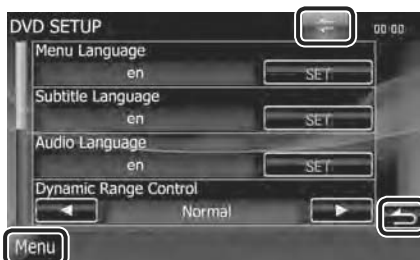 DVD SETUP
00:00
Menu Language
en
SET
Subtitle Language
en
SET
Audio Language
en
SET
Dynamic Range Control
Normal
Menu